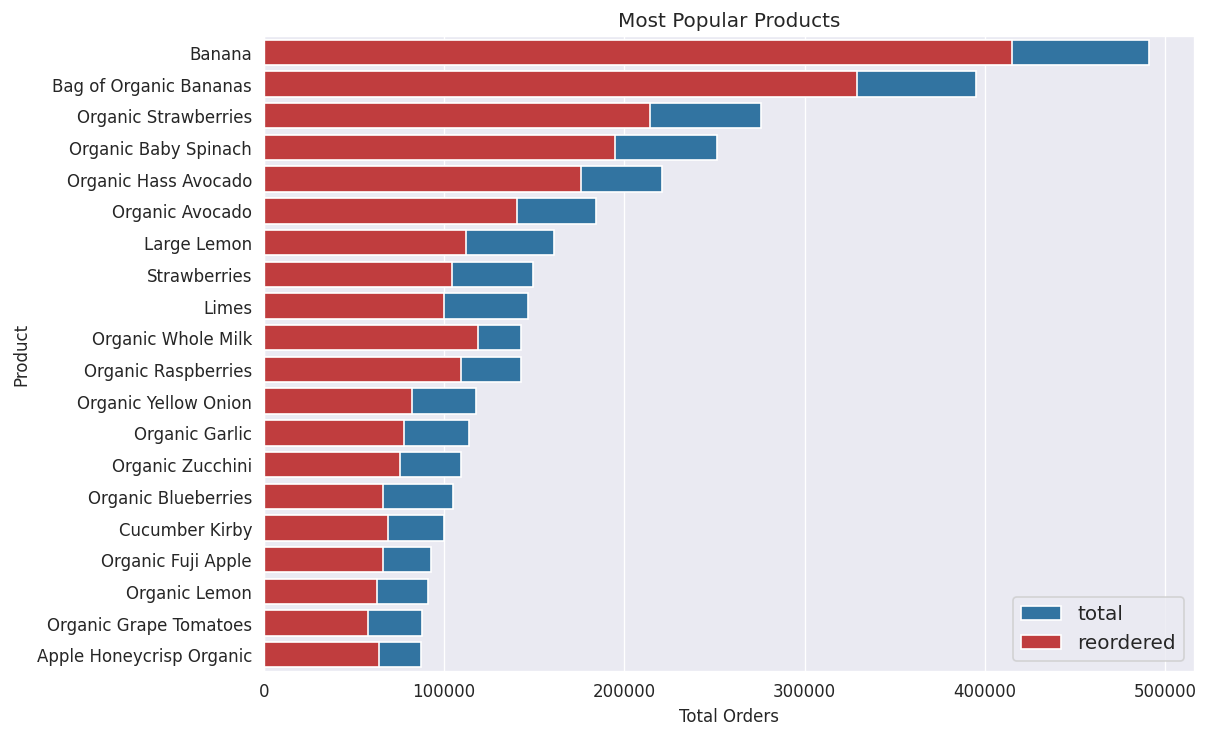 Most Popular Products
Product
Banana
Bag of Organic Bananas
Organic Strawberries
Organic Baby Spinach
Organic Hass Avocado
Organic Avocado
Large Lemon
Strawberries
Limes
Organic Whole Milk
Organic Raspberries
Organic Yellow Onion
Organic Garlic
Organic Zucchini
Organic Blueberries
Cucumber Kirby
Organic Fuji Apple
Organic Lemon
Organic Grape Tomatoes
Apple Honeycrisp Organic
total
reordered
0 100000 200000 300000 400000 500000
Total Orders